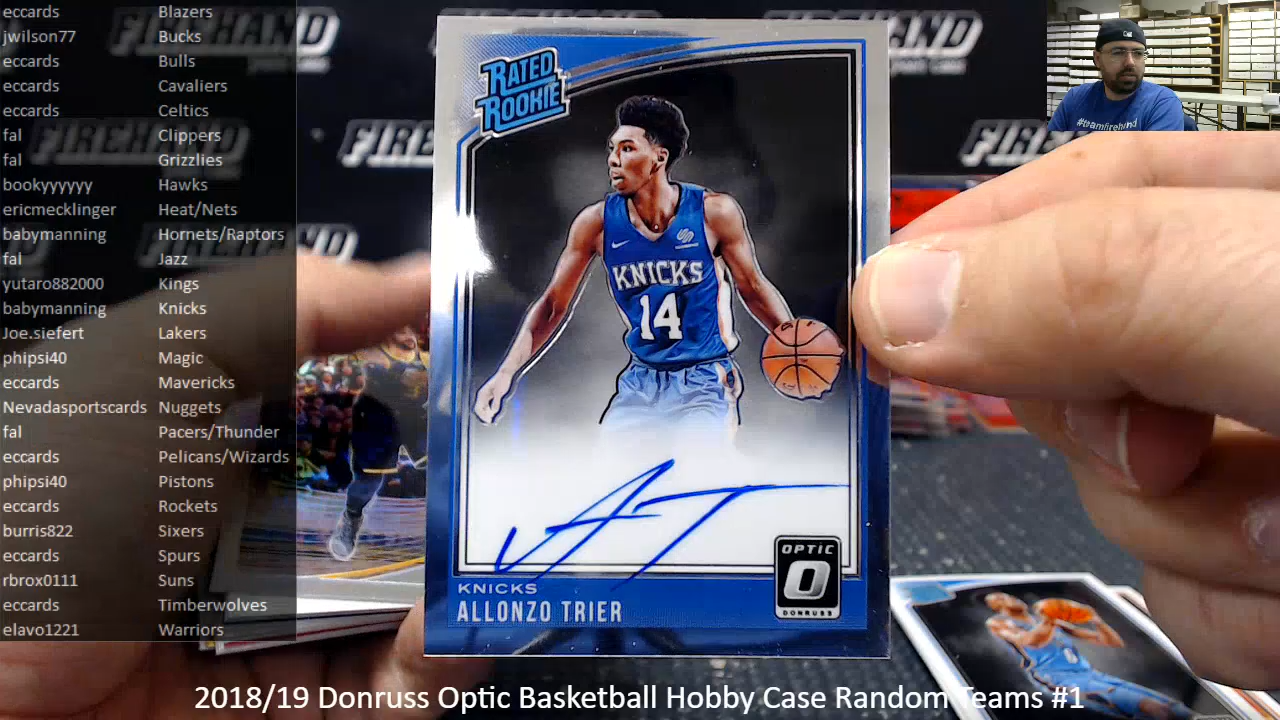 eccards Blazers
jwilson77 Bucks
eccards Bulls
eccards Cavaliers
eccards Celtics
fal Clippers
fal Grizzlies
bookyyyyyy Hawks
ericmecklinger Heat/Nets
babymanning Hornets/Raptors
fal Jazz
yutaro882000 Kings
babymanning Knicks
Joe.siefert Lakers
phipsi40 Magic
eccards Mavericks
Nevadasportscards Nuggets
fal Pacers/Thunder
eccards Pelicans/Wizards
phipsi40 Pistons
eccards Rockets
burris822 Sixers
eccards Spurs
rbrox0111 Suns
eccards Timberwolves
elavo1221 Warriors
FIREHAND
FIREHAND
FIREHAND
#teamfirehand
RATED
ROOKIE
KNICKS
14
OPTIC
O
DONRUSS
KNICKS
ALLONZO TRIER
2018/19 Donruss Optic Basketball Hobby Case Random Teams #1